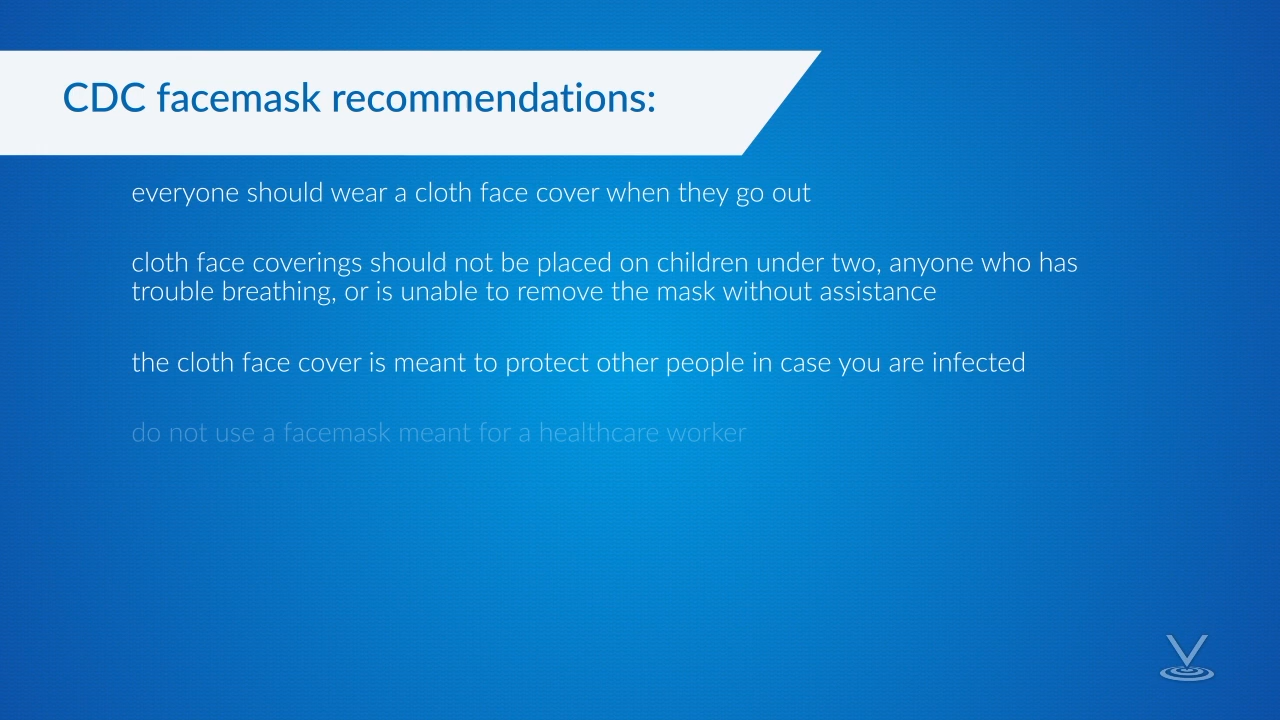 CDC facemask recommendations:
everyone should wear a cloth face cover when they go out
cloth face coverings should not be placed on children under two, anyone who has
trouble breathing, or is unable to remove the mask without assistance
the cloth face cover is meant to protect other people in case you are infected
do not use a facemask meant for a healthcare worker